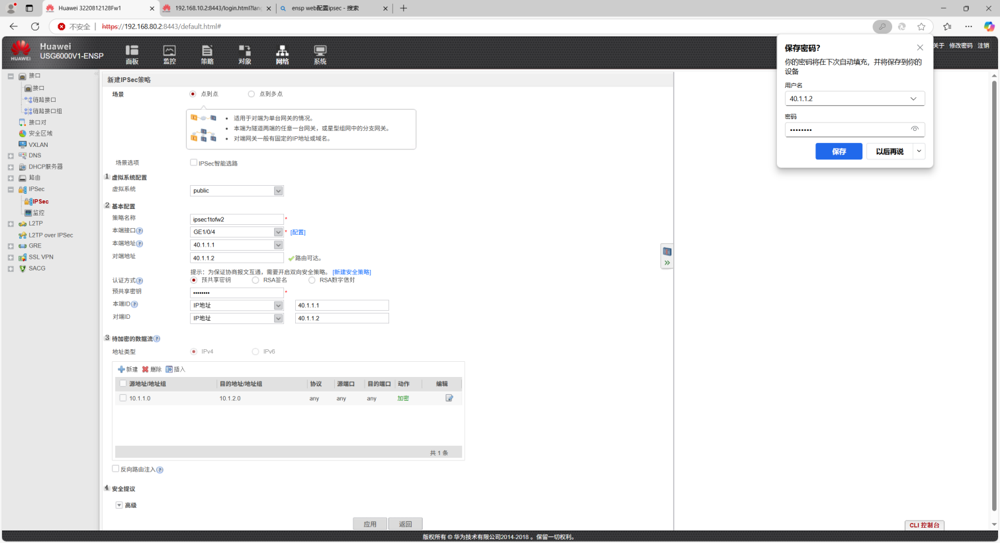 Huawei 3220812128Fw1
192.168.10.2:8443/login.html?lang
ensp web配置ipsec - 搜索
不安全
https://192.168.80.2:8443/default.html#
HUAWEI
Huawei
USG6000V1-ENSP
面板
监控
策略
对象
网络
系统
关于
修改密码
注销
保存密码?
你的密码将在下次自动填充，并将保存到你的
设备
用户名
40.1.1.2
密码
••••••••
保存
以后再说
接口
接口
链路接口
链路接口组
接口对
安全区域
VXLAN
DNS
DHCP服务器
路由
IPSec
IPSec
监控
L2TP
L2TP over IPSec
GRE
SSL VPN
SACG
新建IPSec策略
场景
点到点
点到多点
• 适用于对端为单台网关的情况。
• 本端为隧道两端的任意一台网关，或星型组网中的分支网关。
• 对端网关一般有固定的IP地址或域名。
场景选项
IPSec智能选路
1 虚拟系统配置
虚拟系统
public
2 基本配置
策略名称
ipsec1tofw2
*
本端接口
GE1/0/4
* [配置]
本端地址
40.1.1.1
对端地址
40.1.1.2
路由可达。
提示：为保证协商报文互通，需要开启双向安全策略。 [新建安全策略]
认证方式
预共享密钥
RSA签名
RSA数字信封
预共享密钥
••••••••
*
本端ID
IP地址
40.1.1.1
对端ID
IP地址
40.1.1.2
3 待加密的数据流
地址类型
IPv4
IPv6
新建 删除 插入
源地址/地址组 目的地址/地址组 协议 源端口 目的端口 动作 编辑
10.1.1.0 10.1.2.0 any any any 加密
共 1 条
反向路由注入
4 安全提议
高级
应用
返回
CLI 控制台
版权所有 © 华为技术有限公司2014-2018 。保留一切权利。